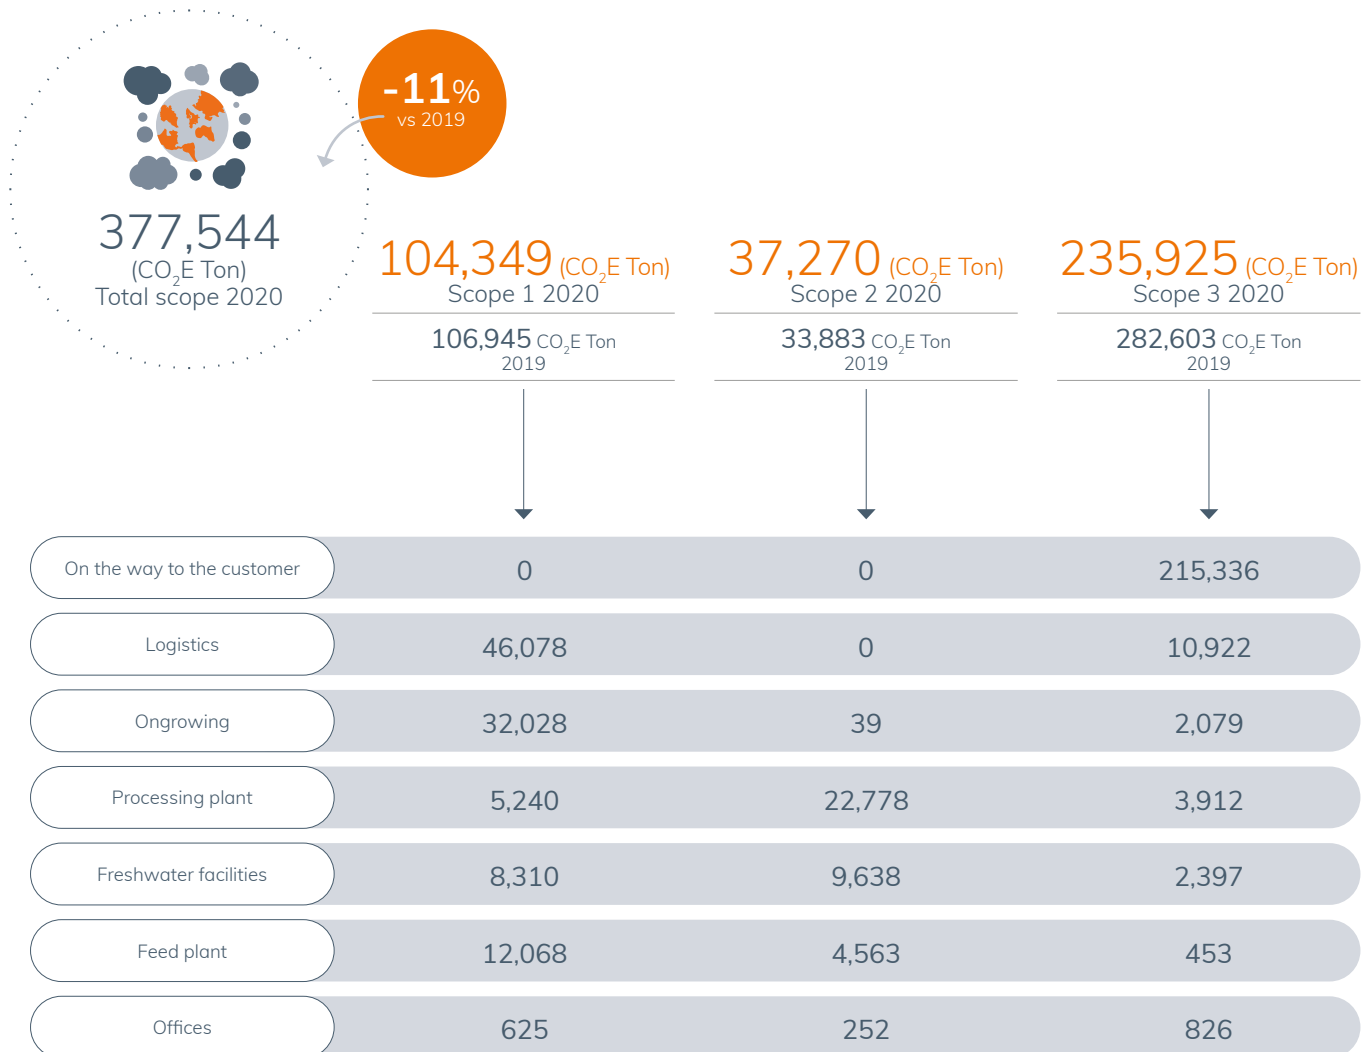 -11%
vs 2019
377,544
(CO₂E Ton)
Total scope 2020
104,349 (CO₂E Ton)
Scope 1 2020
106,945 CO₂E Ton
2019
37,270 (CO₂E Ton)
Scope 2 2020
33,883 CO₂E Ton
2019
235,925 (CO₂E Ton)
Scope 3 2020
282,603 CO₂E Ton
2019
On the way to the customer 0 0 215,336
Logistics 46,078 0 10,922
Ongrowing 32,028 39 2,079
Processing plant 5,240 22,778 3,912
Freshwater facilities 8,310 9,638 2,397
Feed plant 12,068 4,563 453
Offices 625 252 826